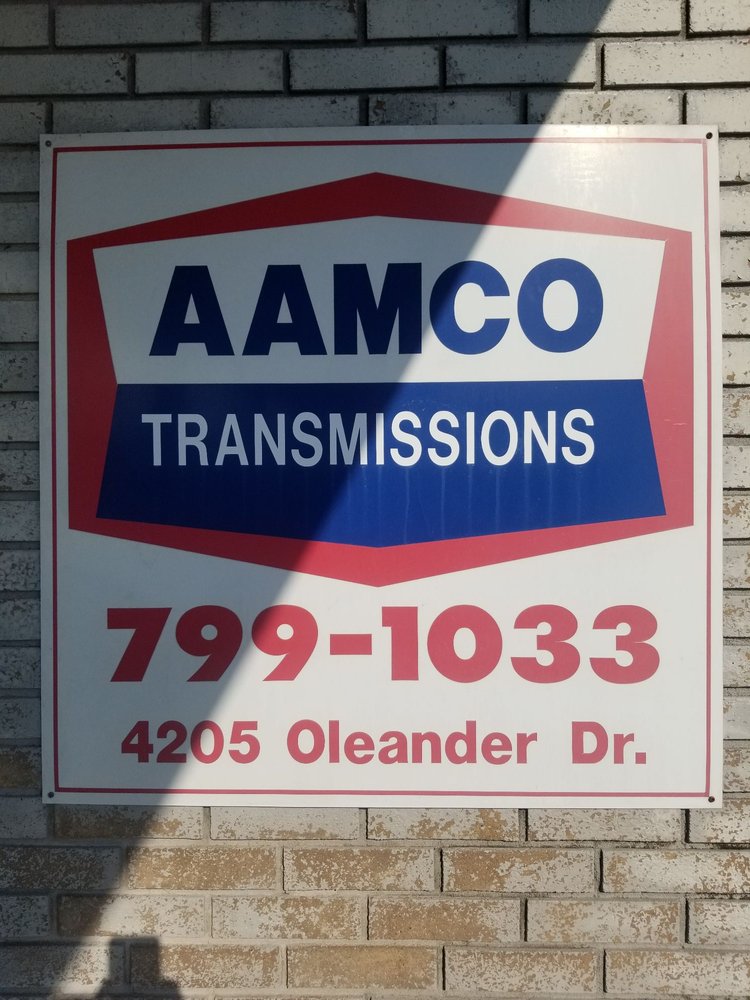 AAMCO
TRANSMISSIONS
799-1033
4205 Oleander Dr.